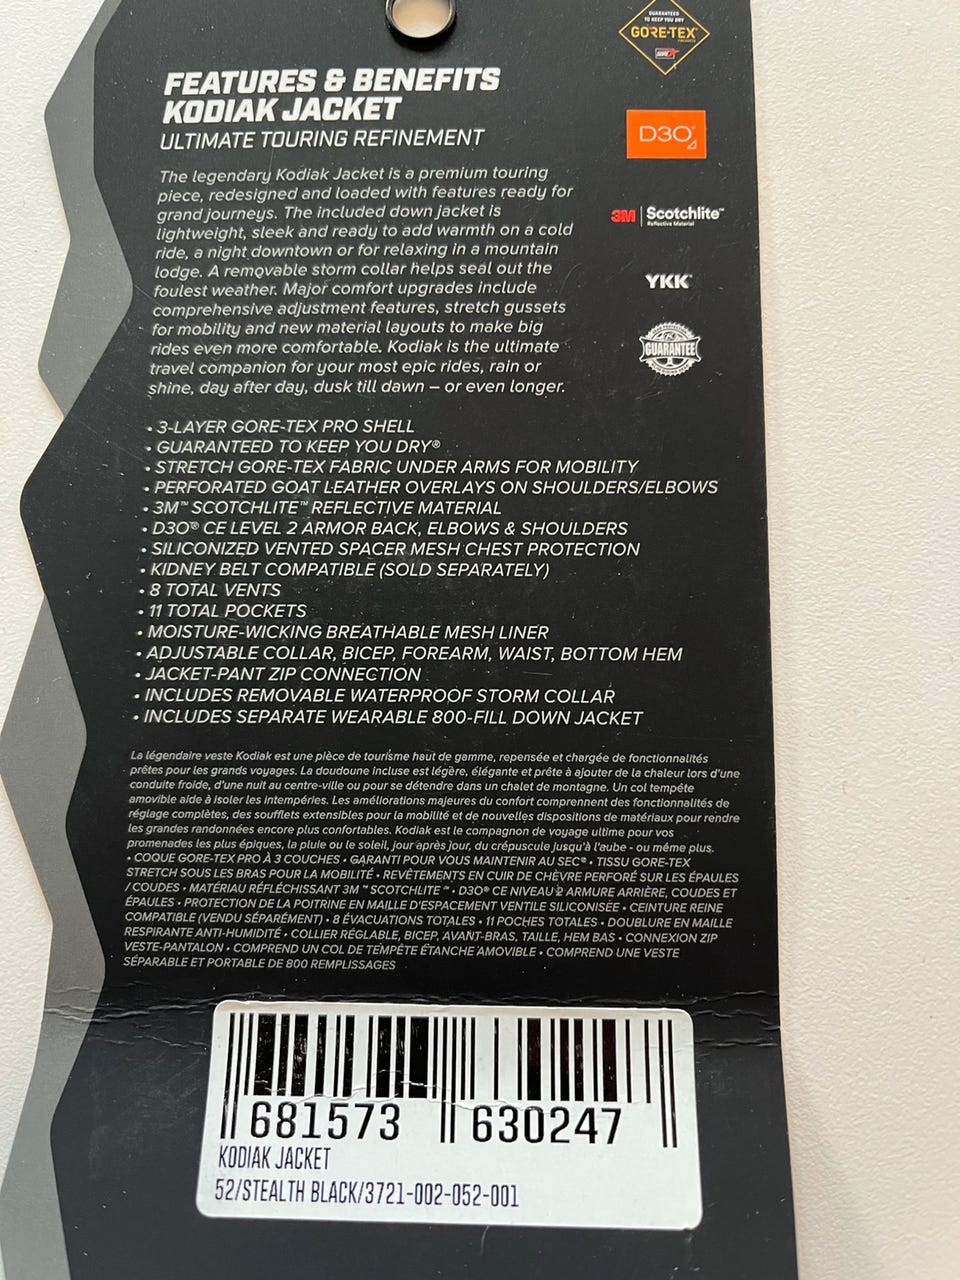 GUARANTEED
TO KEEP YOU DRY
GORE-TEX
PRODUCTS
FEATURES & BENEFITS
KODIAK JACKET
ULTIMATE TOURING REFINEMENT
D3O
3M Scotchlite™
Reflective Material
YKK
GUARANTEE
The legendary Kodiak Jacket is a premium touring
piece, redesigned and loaded with features ready for
grand journeys. The included down jacket is
lightweight, sleek and ready to add warmth on a cold
ride, a night downtown or for relaxing in a mountain
lodge. A removable storm collar helps seal out the
foulest weather. Major comfort upgrades include
comprehensive adjustment features, stretch gussets
for mobility and new material layouts to make big
rides even more comfortable. Kodiak is the ultimate
travel companion for your most epic rides, rain or
shine, day after day, dusk till dawn – or even longer.
• 3-LAYER GORE-TEX PRO SHELL
• GUARANTEED TO KEEP YOU DRY®
• STRETCH GORE-TEX FABRIC UNDER ARMS FOR MOBILITY
• PERFORATED GOAT LEATHER OVERLAYS ON SHOULDERS/ELBOWS
• 3M™ SCOTCHLITE™ REFLECTIVE MATERIAL
• D3O® CE LEVEL 2 ARMOR BACK, ELBOWS & SHOULDERS
• SILICONIZED VENTED SPACER MESH CHEST PROTECTION
• KIDNEY BELT COMPATIBLE (SOLD SEPARATELY)
• 8 TOTAL VENTS
• 11 TOTAL POCKETS
• MOISTURE-WICKING BREATHABLE MESH LINER
• ADJUSTABLE COLLAR, BICEP, FOREARM, WAIST, BOTTOM HEM
• JACKET-PANT ZIP CONNECTION
• INCLUDES REMOVABLE WATERPROOF STORM COLLAR
• INCLUDES SEPARATE WEARABLE 800-FILL DOWN JACKET
La légendaire veste Kodiak est une pièce de tourisme haut de gamme, repensée et chargée de fonctionnalités
prêtes pour les grands voyages. La doudoune incluse est légère, élégante et prête à ajouter de la chaleur lors d'une
conduite froide, d'une nuit au centre-ville ou pour se détendre dans un chalet de montagne. Un col tempête
amovible aide à isoler les intempéries. Les améliorations majeures du confort comprennent des fonctionnalités de
réglage complètes, des soufflets extensibles pour la mobilité et de nouvelles dispositions de matériaux pour rendre
les grandes randonnées encore plus confortables. Kodiak est le compagnon de voyage ultime pour vos
promenades les plus épiques, la pluie ou le soleil, jour après jour, du crépuscule jusqu'à l'aube - ou même plus.
• COQUE GORE-TEX PRO À 3 COUCHES • GARANTI POUR VOUS MAINTENIR AU SEC® • TISSU GORE-TEX
STRETCH SOUS LES BRAS POUR LA MOBILITÉ • REVÊTEMENTS EN CUIR DE CHÈVRE PERFORÉ SUR LES ÉPAULES
/ COUDES • MATÉRIAU RÉFLÉCHISSANT 3M ™ SCOTCHLITE ™ • D3O® CE NIVEAU 2 ARMURE ARRIÈRE, COUDES ET
ÉPAULES • PROTECTION DE LA POITRINE EN MAILLE D'ESPACEMENT VENTILE SILICONISÉE • CEINTURE REINE
COMPATIBLE (VENDU SÉPARÉMENT) • 8 ÉVACUATIONS TOTALES • 11 POCHES TOTALES • DOUBLURE EN MAILLE
RESPIRANTE ANTI-HUMIDITÉ • COLLIER RÉGLABLE, BICEP, AVANT-BRAS, TAILLE, HEM BAS • CONNEXION ZIP
VESTE-PANTALON • COMPREND UN COL DE TEMPÊTE ÉTANCHE AMOVIBLE • COMPREND UNE VESTE
SÉPARABLE ET PORTABLE DE 800 REMPLISSAGES
681573 630247
KODIAK JACKET
52/STEALTH BLACK/3721-002-052-001